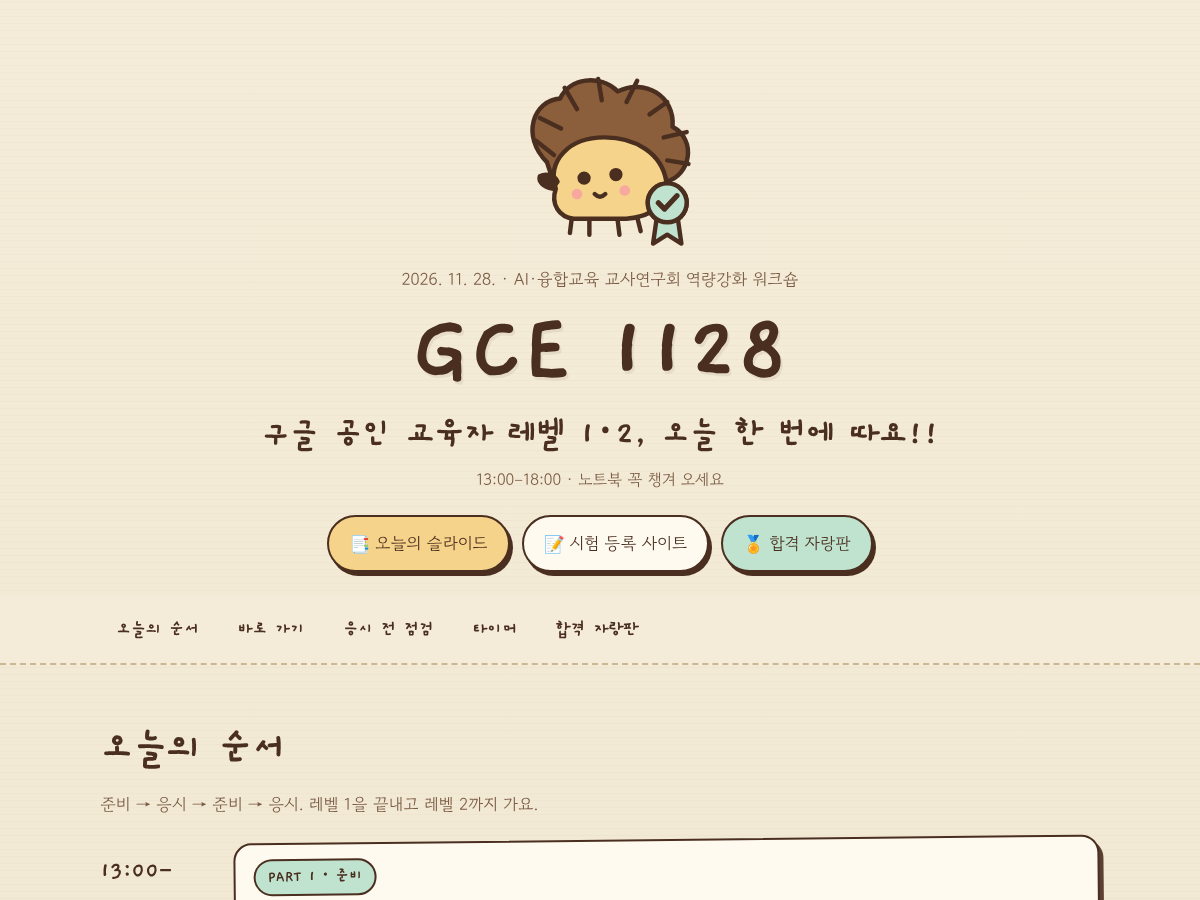 2026. 11. 28. · AI·융합교육 교사연구회 역량강화 워크숍
GCE 1128
구글 공인 교육자 레벨 1·2, 오늘 한 번에 따요!!
13:00–18:00 · 노트북 꼭 챙겨 오세요
📑 오늘의 슬라이드 📝 시험 등록 사이트 🏅 합격 자랑판
오늘의 순서 바로 가기 응시 전 점검 타이머 합격 자랑판
오늘의 순서
준비 → 응시 → 준비 → 응시. 레벨 1을 끝내고 레벨 2까지 가요.
13:00–
PART 1 · 준비